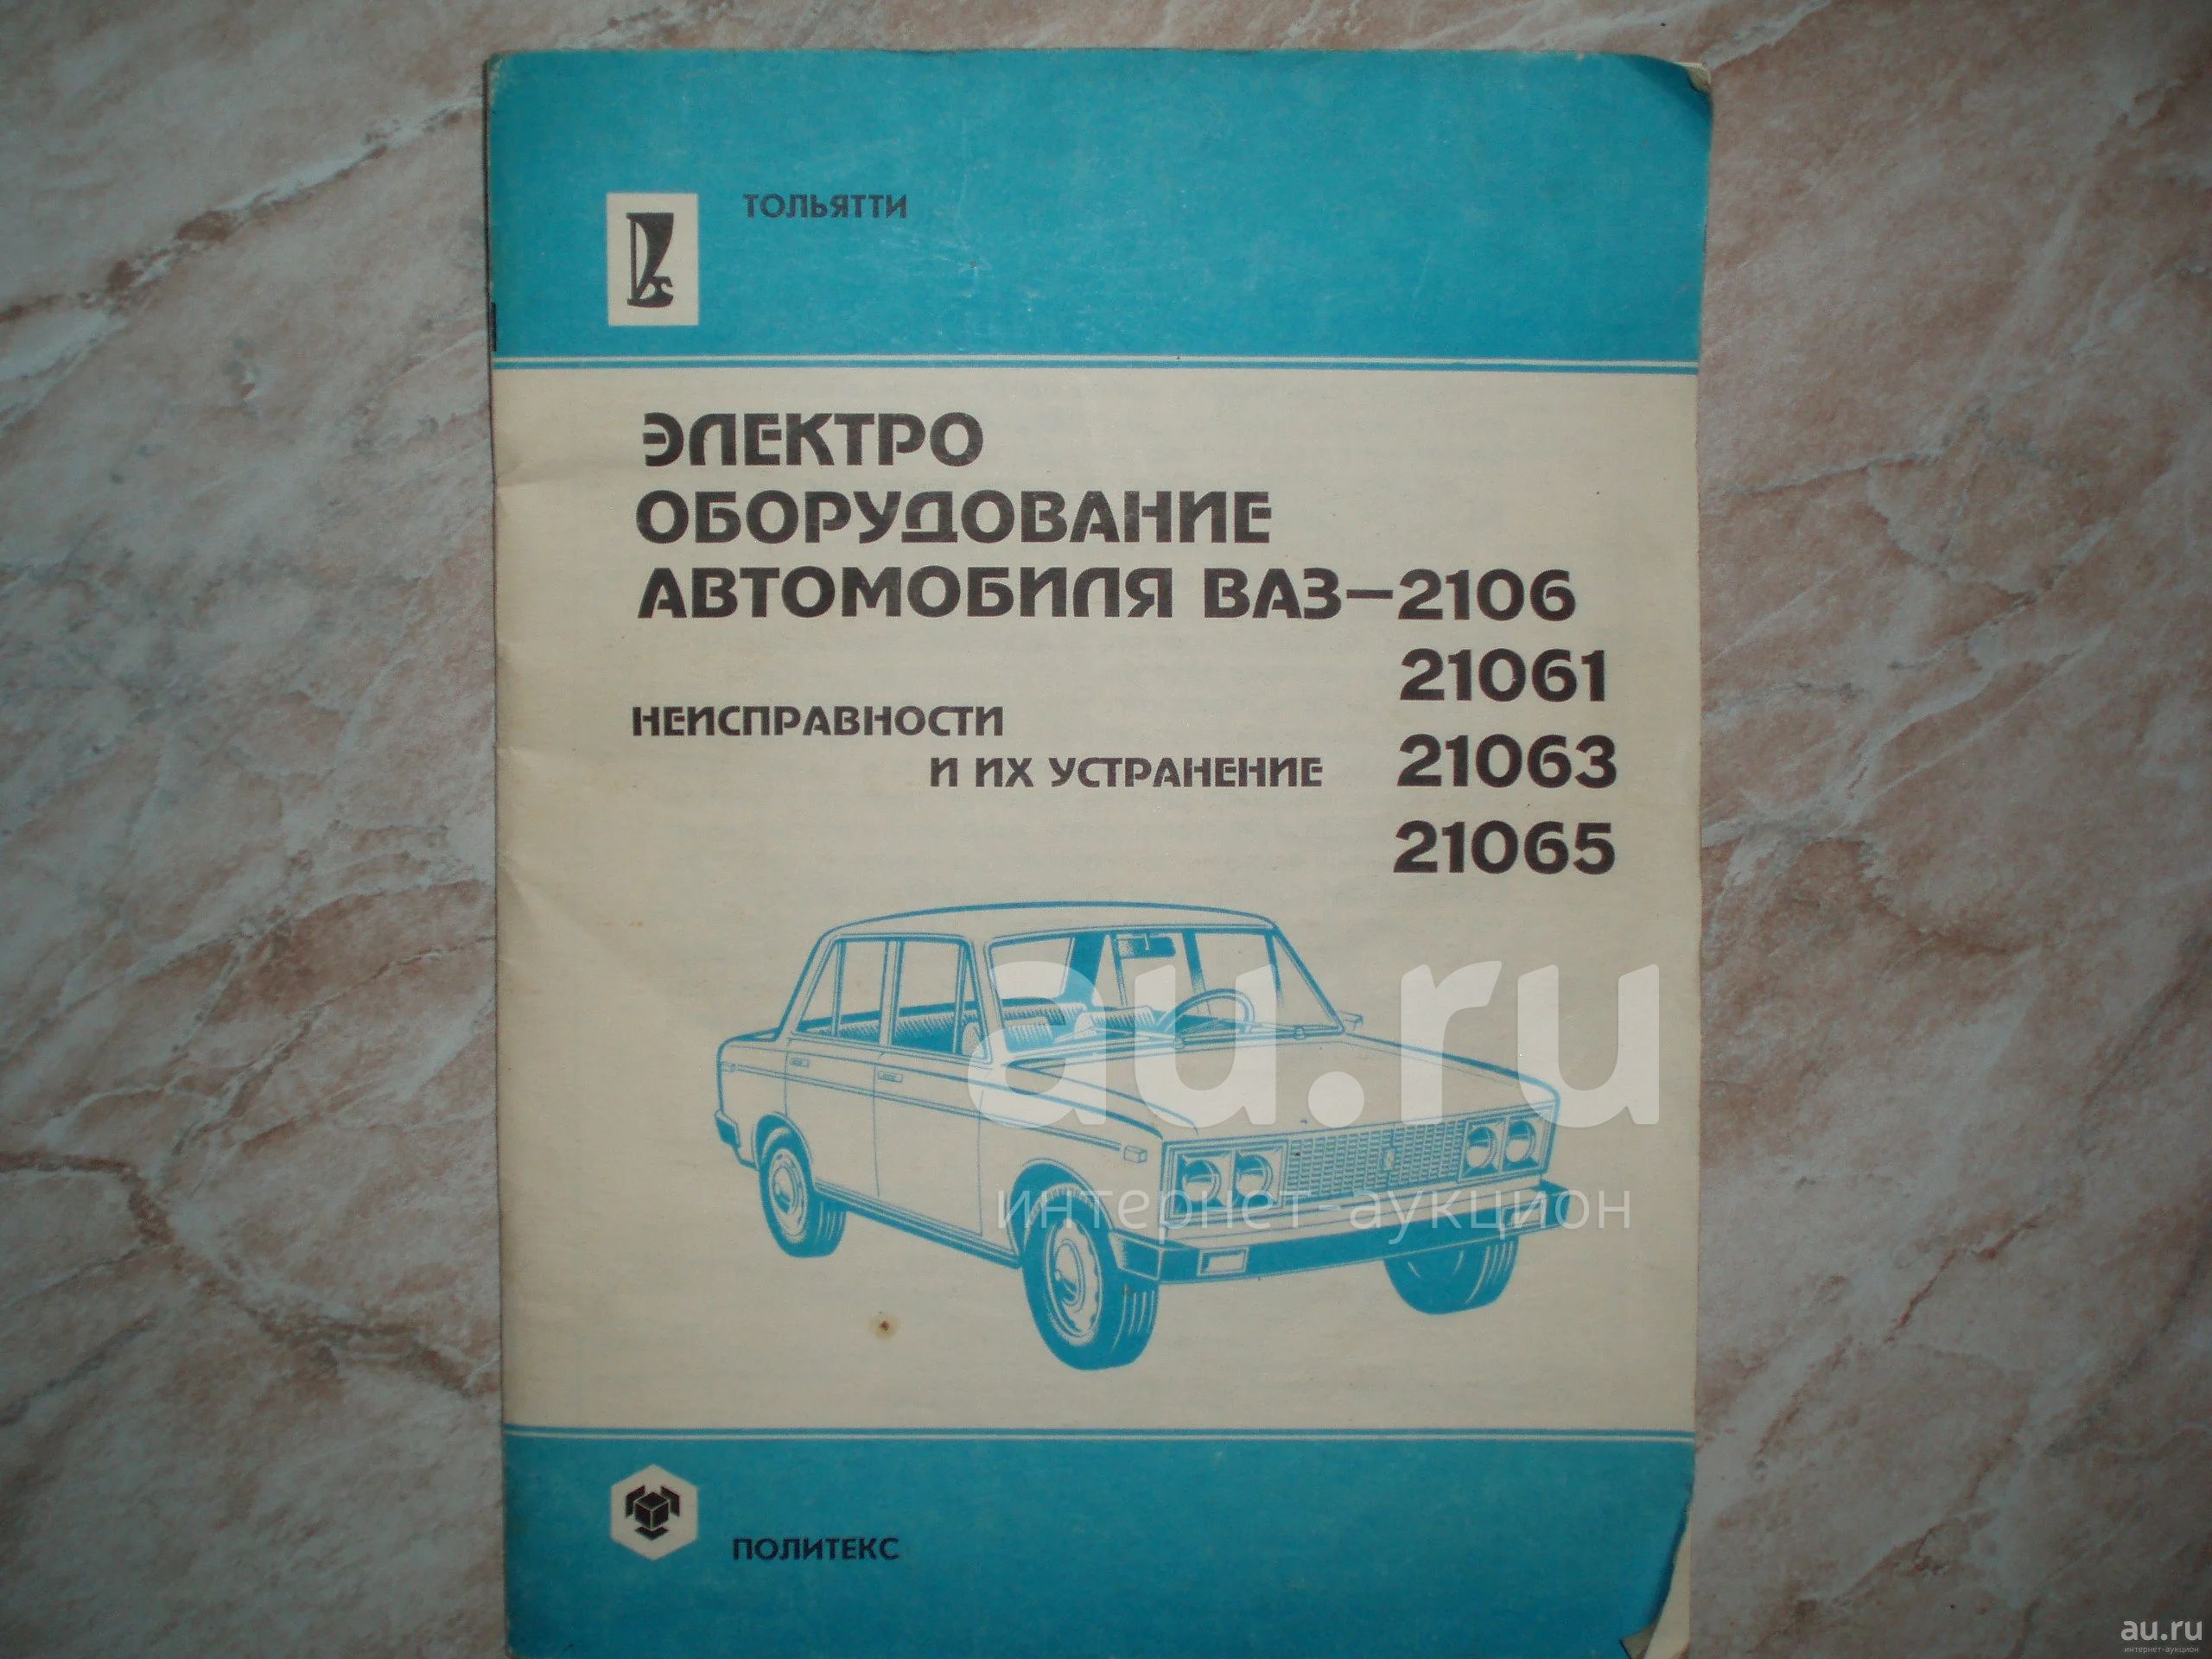 ТОЛЬЯТТИ
ЭЛЕКТРО
ОБОРУДОВАНИЕ
АВТОМОБИЛЯ ВАЗ-2106
21061
21063
21065
НЕИСПРАВНОСТИ
И ИХ УСТРАНЕНИЕ
au.ru
интернет-аукцион
ПОЛИТЕКС
au.ru
интернет-аукцион